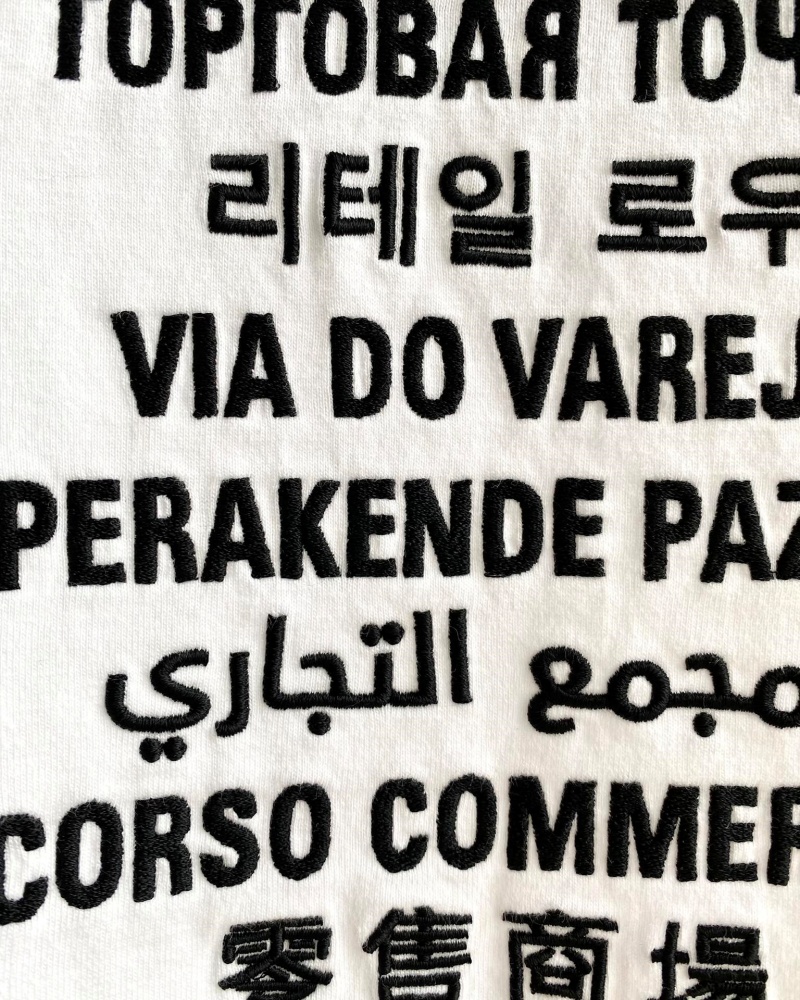 ТОРГОВАЯ ТОЧ
리테일 로우
VIA DO VAREJ
PERAKENDE PAZ
مجمع التجاري
CORSO COMMER
零售商場